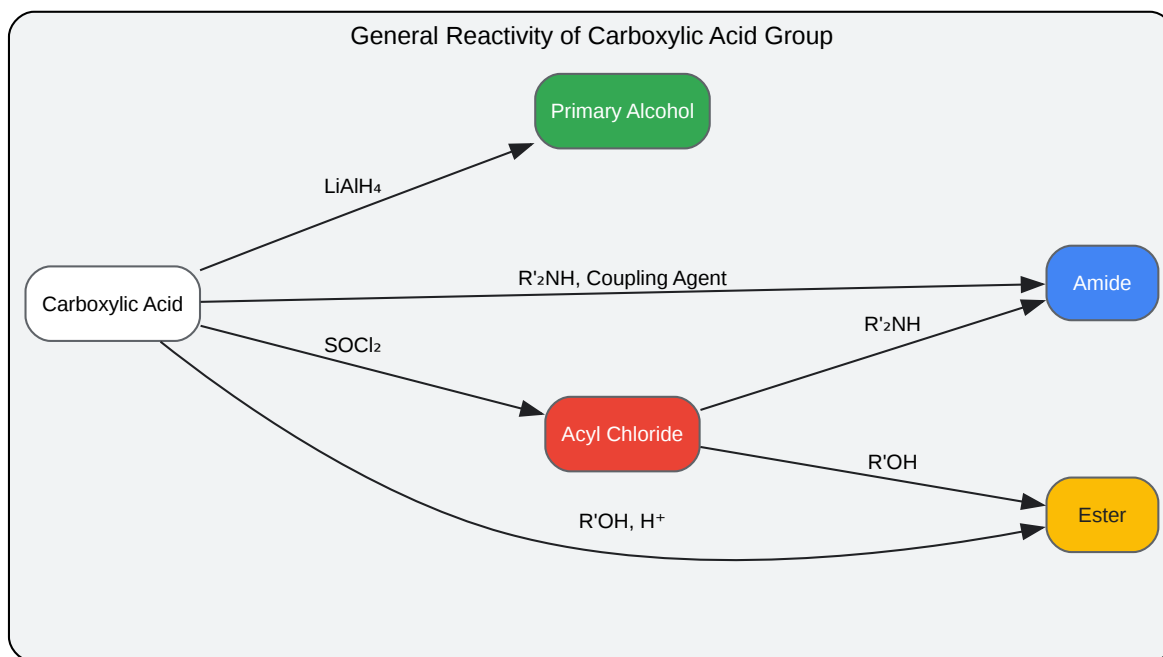 General Reactivity of Carboxylic Acid Group
Primary Alcohol
LiAlH₄
R'₂NH, Coupling Agent
Amide
Carboxylic Acid
R'₂NH
SOCl₂
Acyl Chloride
R'OH
Ester
R'OH, H⁺